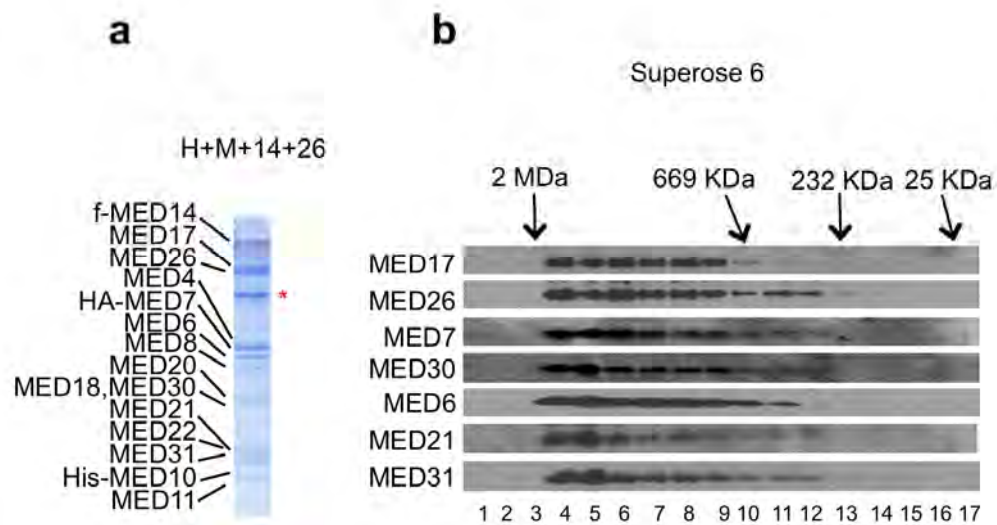 a
H+M+14+26
f-MED14
MED17
MED26
MED4
HA-MED7
MED6
MED8
MED20
MED18,MED30
MED21
MED22
MED31
His-MED10
MED11
*
b
Superose 6
2 MDa 669 KDa 232 KDa 25 KDa
MED17
MED26
MED7
MED30
MED6
MED21
MED31
1 2 3 4 5 6 7 8 9 10 11 12 13 14 15 16 17